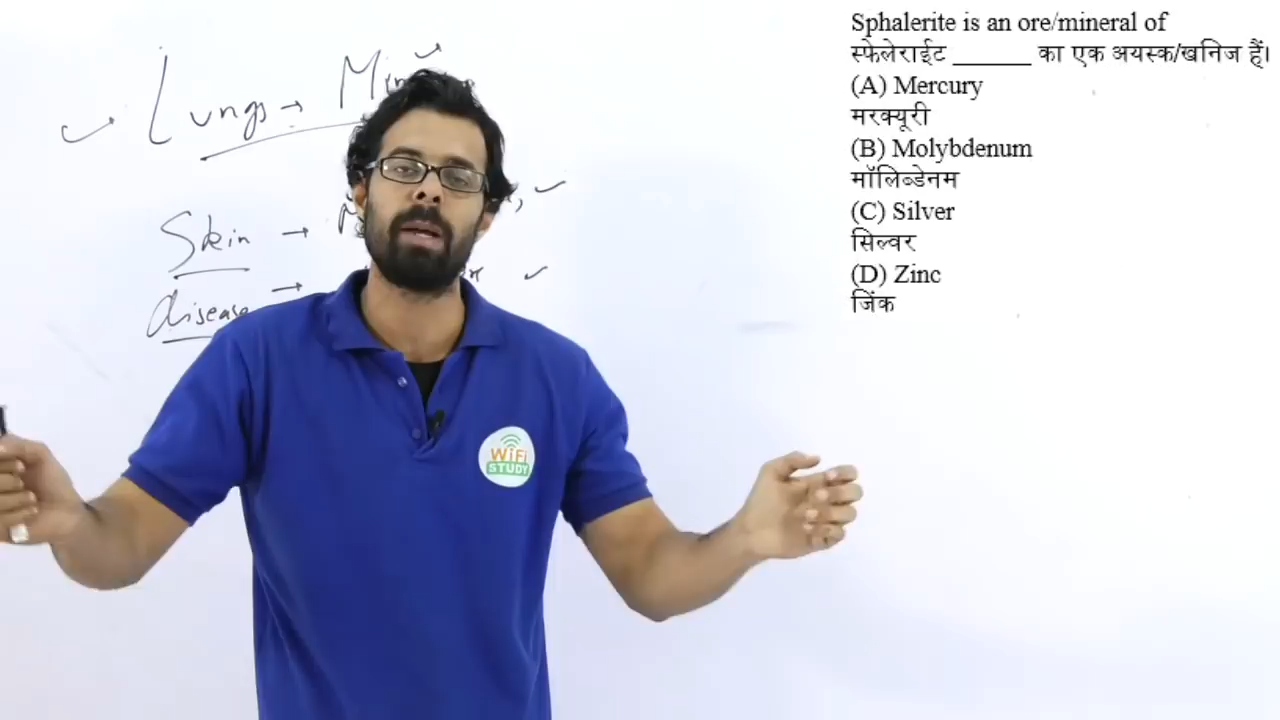 Lungs →
Skin →
disease →
WiFi
STUDY
Sphalerite is an ore/mineral of
स्फेलेराईट ______ का एक अयस्क/खनिज हैं।
(A) Mercury
मरक्यूरी
(B) Molybdenum
मॉलिब्डेनम
(C) Silver
सिल्वर
(D) Zinc
जिंक